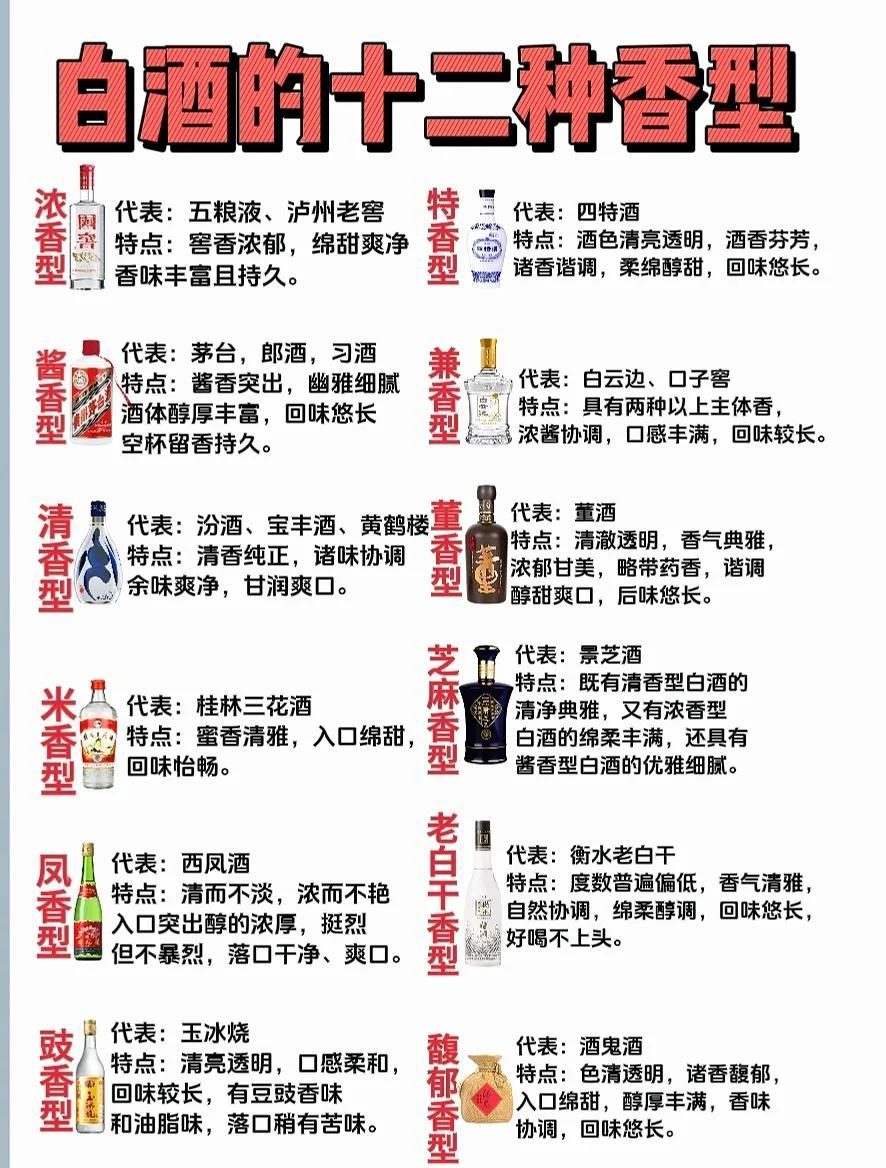 白酒的十二种香型
浓香型
代表：五粮液、泸州老窖
特点：窖香浓郁，绵甜爽净
香味丰富且持久。
酱香型
代表：茅台，郎酒，习酒
特点：酱香突出，幽雅细腻
酒体醇厚丰富，回味悠长
空杯留香持久。
清香型
代表：汾酒、宝丰酒、黄鹤楼
特点：清香纯正，诸味协调
余味爽净，甘润爽口。
米香型
代表：桂林三花酒
特点：蜜香清雅，入口绵甜，
回味怡畅。
凤香型
代表：西凤酒
特点：清而不淡，浓而不艳
入口突出醇的浓厚，挺烈
但不暴烈，落口干净、爽口。
豉香型
代表：玉冰烧
特点：清亮透明，口感柔和，
回味较长，有豆豉香味
和油脂味，落口稍有苦味。
特香型
代表：四特酒
特点：酒色清亮透明，酒香芬芳，
诸香谐调，柔绵醇甜，回味悠长。
兼香型
代表：白云边、口子窖
特点：具有两种以上主体香，
浓酱协调，口感丰满，回味较长。
董香型
代表：董酒
特点：清澈透明，香气典雅，
浓郁甘美，略带药香，谐调
醇甜爽口，后味悠长。
芝麻香型
代表：景芝酒
特点：既有清香型白酒的
清净典雅，又有浓香型
白酒的绵柔丰满，还具有
酱香型白酒的优雅细腻。
老白干香型
代表：衡水老白干
特点：度数普遍偏低，香气清雅，
自然协调，绵柔醇调，回味悠长，
好喝不上头。
馥郁香型
代表：酒鬼酒
特点：色清透明，诸香馥郁，
入口绵甜，醇厚丰满，香味
协调，回味悠长。